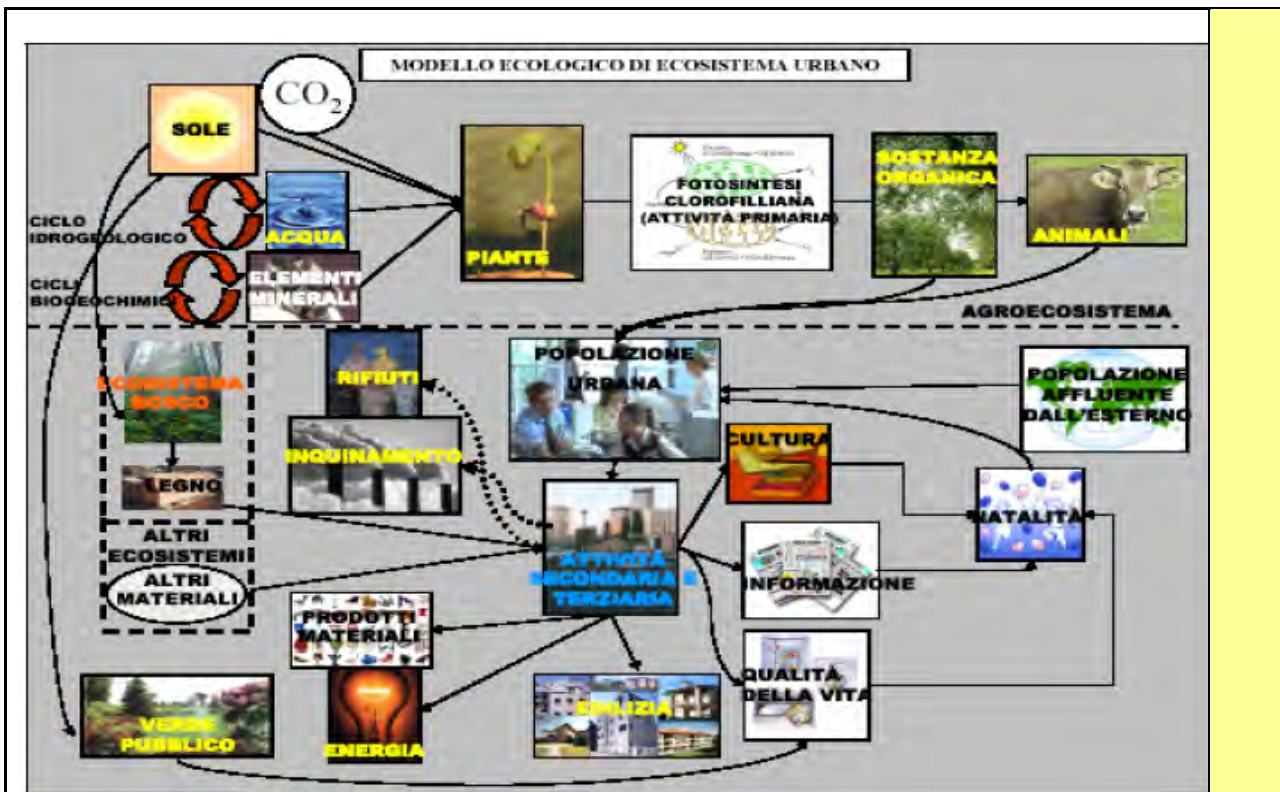 MODELLO ECOLOGICO DI ECOSISTEMA URBANO
CO2
SOLE
CICLO
IDROGEOLOGICO
ACQUA
CICLI
BIOGEOCHIMICI
ELEMENTI
MINERALI
PIANTE
FOTOSINTESI
CLOROFILLIANA
(ATTIVITÀ PRIMARIA)
SOSTANZA
ORGANICA
ANIMALI
AGROECOSISTEMA
ECOSISTEMA
BOSCO
LEGNO
ALTRI
ECOSISTEMI
ALTRI
MATERIALI
RIFIUTI
INQUINAMENTO
POPOLAZIONE
URBANA
POPOLAZIONE
AFFLUENTE
DALL'ESTERNO
CULTURA
NATALITÀ
ATTIVITÀ
SECONDARIA E
TERZIARIA
INFORMAZIONE
PRODOTTI
MATERIALI
QUALITÀ
DELLA VITA
VERDE
PUBBLICO
ENERGIA
EDILIZIA